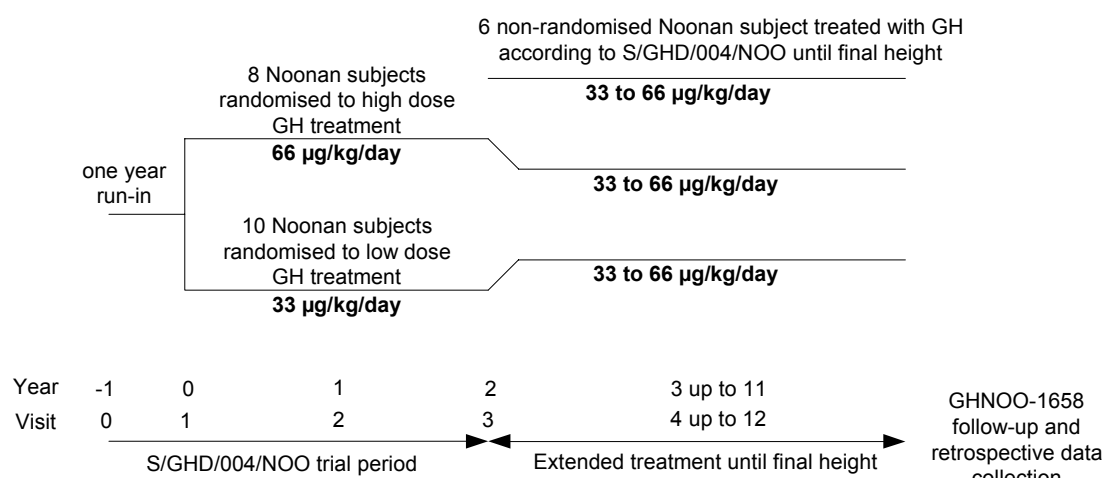 6 non-randomised Noonan subject treated with GH
according to S/GHD/004/NOO until final height
33 to 66 µg/kg/day
8 Noonan subjects
randomised to high dose
GH treatment
66 µg/kg/day
33 to 66 µg/kg/day
one year
run-in
10 Noonan subjects
randomised to low dose
GH treatment
33 µg/kg/day
33 to 66 µg/kg/day
Year -1 0 1 2 3 up to 11
Visit 0 1 2 3 4 up to 12
S/GHD/004/NOO trial period
Extended treatment until final height
GHNOO-1658
follow-up and
retrospective data
collection